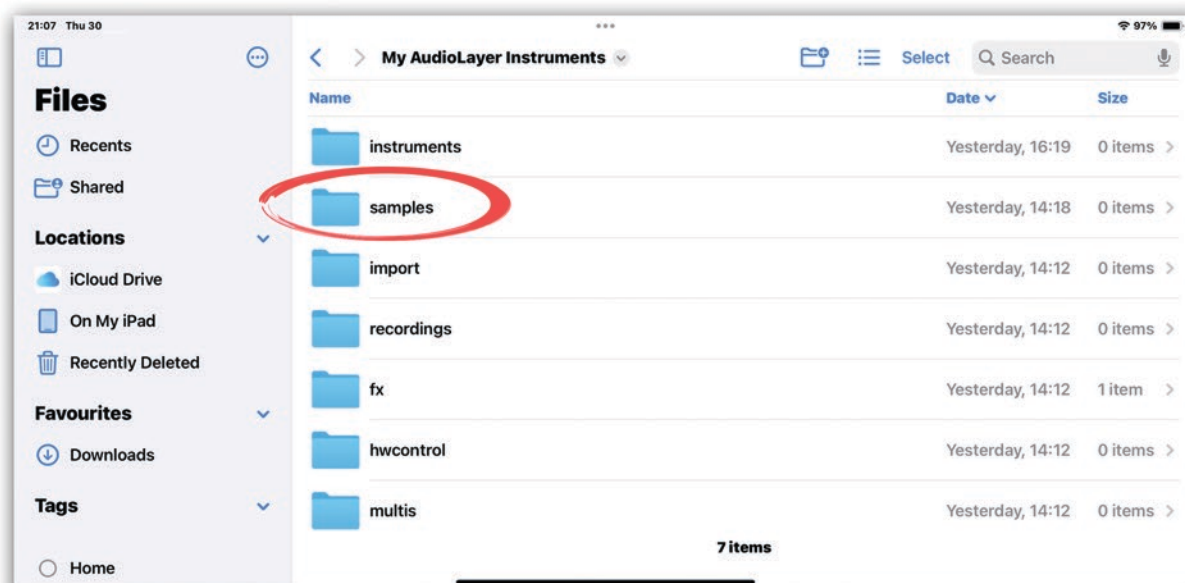 21:07 Thu 30
97%
My AudioLayer Instruments
Select
Search
Files
Recents
Shared
Locations
iCloud Drive
On My iPad
Recently Deleted
Favourites
Downloads
Tags
Home
Name Date Size
instruments Yesterday, 16:19 0 items
samples Yesterday, 14:18 0 items
import Yesterday, 14:12 0 items
recordings Yesterday, 14:12 0 items
fx Yesterday, 14:12 1 item
hwcontrol Yesterday, 14:12 0 items
multis Yesterday, 14:12 0 items
7 items